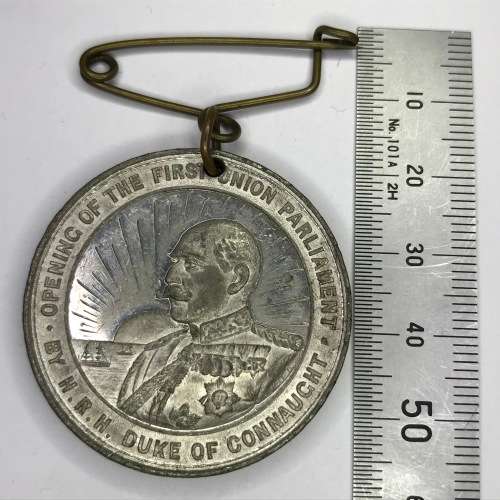 · OPENING OF THE FIRST UNION PARLIAMENT ·
BY H.R.H. DUKE OF CONNAUGHT
10
No. 101A 2H
20
30
40
50